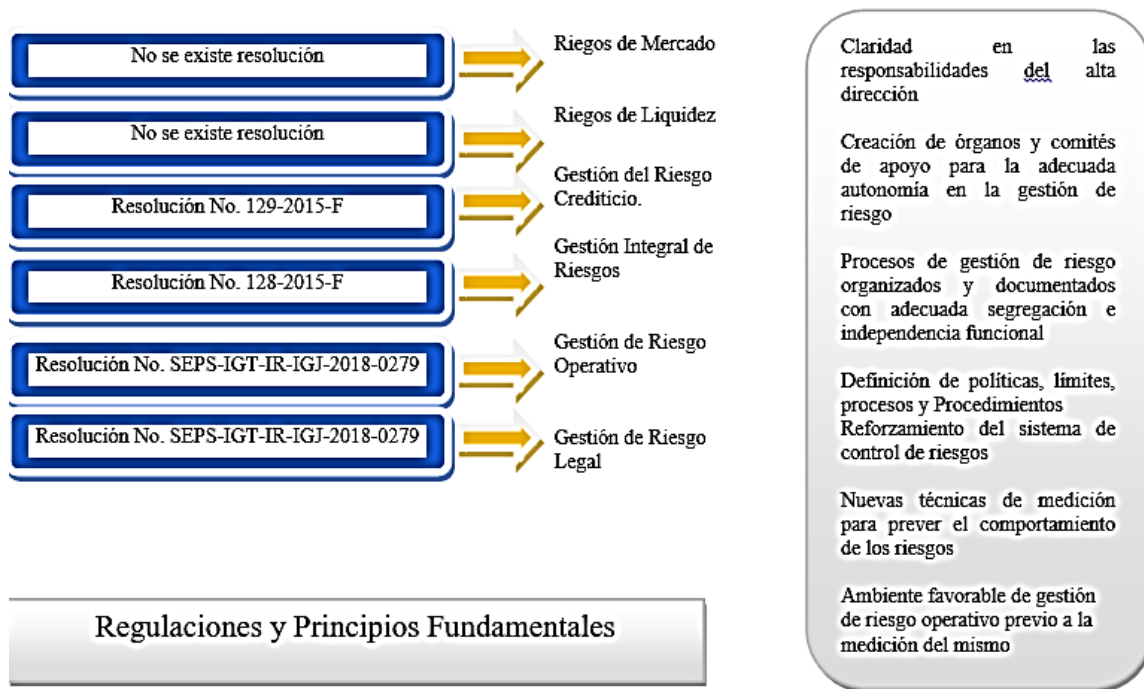 No se existe resolución
Riegos de Mercado
No se existe resolución
Riegos de Liquidez
Resolución No. 129-2015-F
Gestión del Riesgo
Crediticio.
Resolución No. 128-2015-F
Gestión Integral de
Riesgos
Resolución No. SEPS-IGT-IR-IGJ-2018-0279
Gestión de Riesgo
Operativo
Resolución No. SEPS-IGT-IR-IGJ-2018-0279
Gestión de Riesgo
Legal
Regulaciones y Principios Fundamentales
Claridad en las
responsabilidades del alta
dirección
Creación de órganos y comités
de apoyo para la adecuada
autonomía en la gestión de
riesgo
Procesos de gestión de riesgo
organizados y documentados
con adecuada segregación e
independencia funcional
Definición de políticas, límites,
procesos y Procedimientos
Reforzamiento del sistema de
control de riesgos
Nuevas técnicas de medición
para prever el comportamiento
de los riesgos
Ambiente favorable de gestión
de riesgo operativo previo a la
medición del mismo